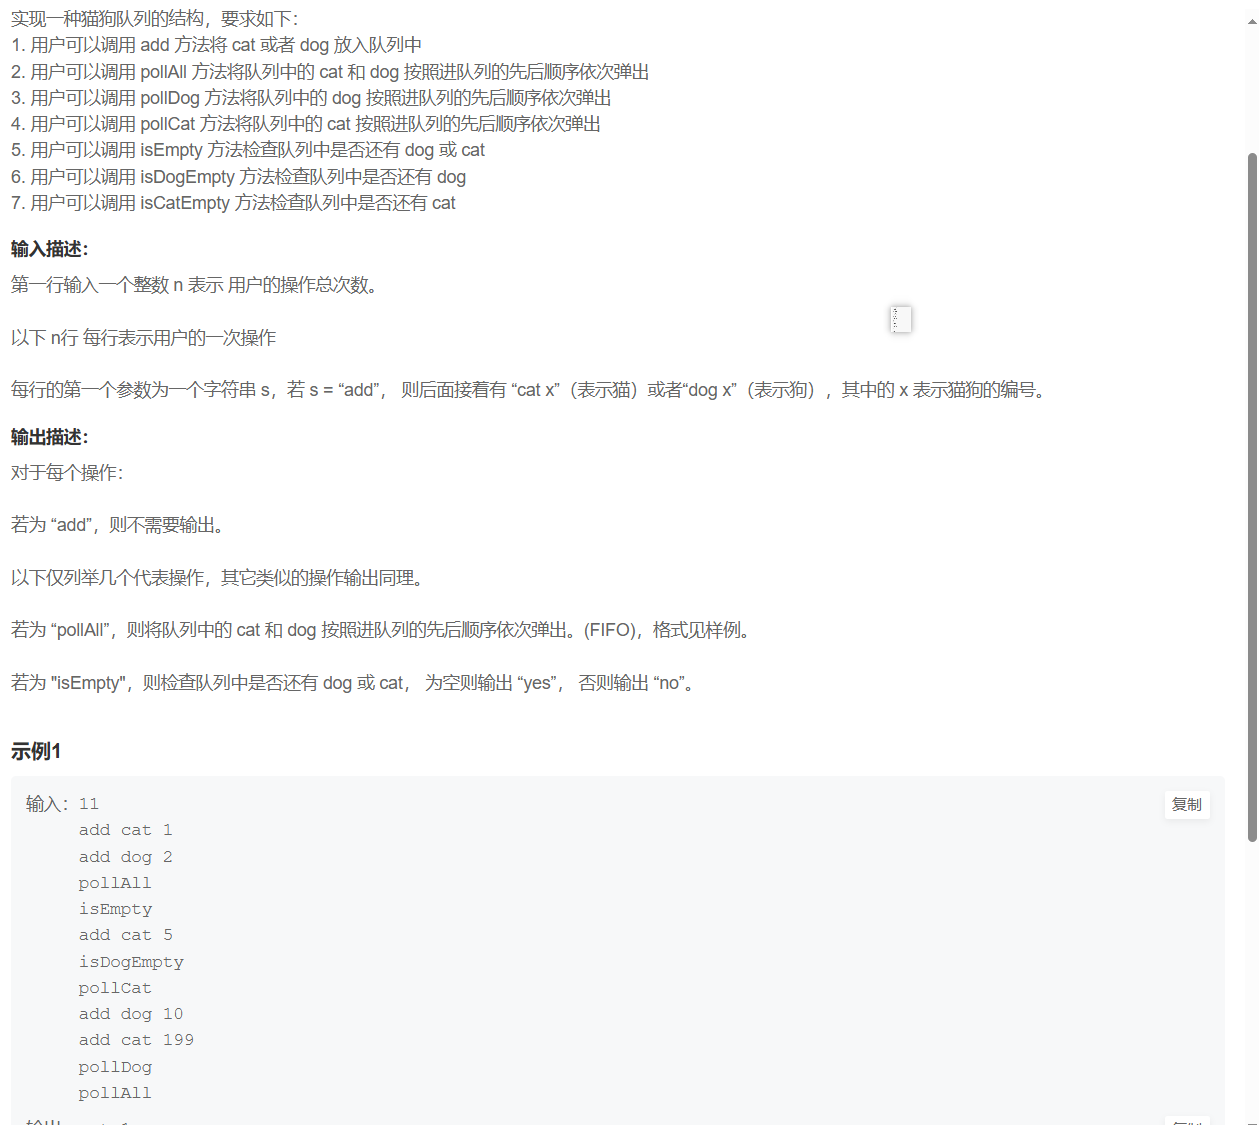 实现一种猫狗队列的结构，要求如下：
1. 用户可以调用 add 方法将 cat 或者 dog 放入队列中
2. 用户可以调用 pollAll 方法将队列中的 cat 和 dog 按照进队列的先后顺序依次弹出
3. 用户可以调用 pollDog 方法将队列中的 dog 按照进队列的先后顺序依次弹出
4. 用户可以调用 pollCat 方法将队列中的 cat 按照进队列的先后顺序依次弹出
5. 用户可以调用 isEmpty 方法检查队列中是否还有 dog 或 cat
6. 用户可以调用 isDogEmpty 方法检查队列中是否还有 dog
7. 用户可以调用 isCatEmpty 方法检查队列中是否还有 cat
输入描述：
第一行输入一个整数 n 表示 用户的操作总次数。
以下 n行 每行表示用户的一次操作
每行的第一个参数为一个字符串 s，若 s = “add”， 则后面接着有 “cat x”（表示猫）或者“dog x”（表示狗），其中的 x 表示猫狗的编号。
输出描述：
对于每个操作：
若为 “add”，则不需要输出。
以下仅列举几个代表操作，其它类似的操作输出同理。
若为 “pollAll”，则将队列中的 cat 和 dog 按照进队列的先后顺序依次弹出。(FIFO)，格式见样例。
若为 "isEmpty"，则检查队列中是否还有 dog 或 cat， 为空则输出 “yes”， 否则输出 “no”。
示例1
输入：11
复制
add cat 1
add dog 2
pollAll
isEmpty
add cat 5
isDogEmpty
pollCat
add dog 10
add cat 199
pollDog
pollAll